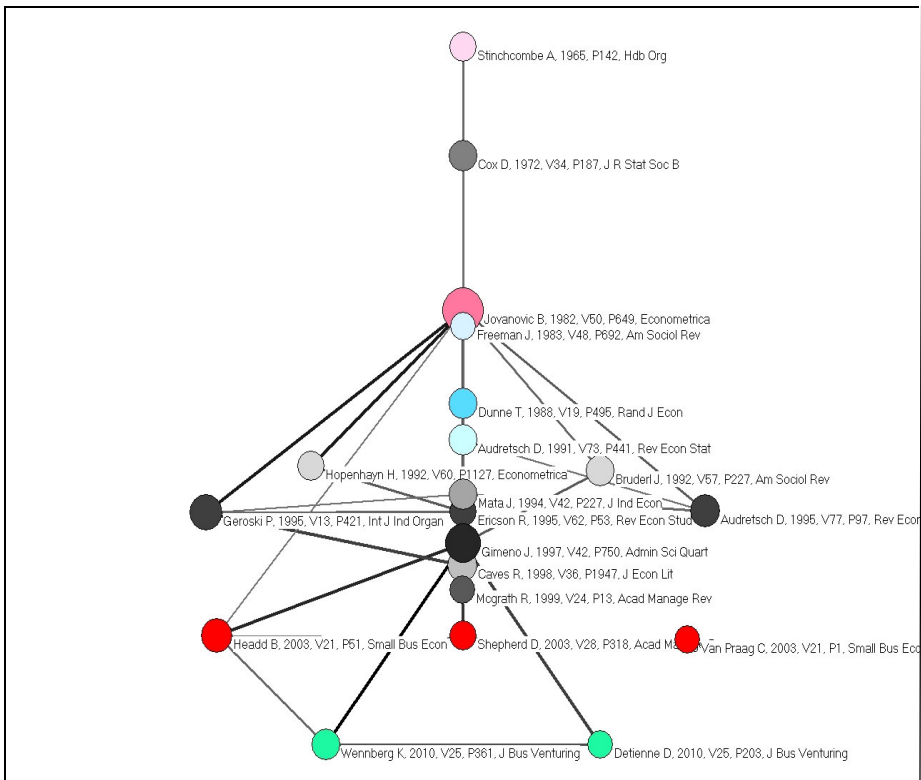 Stinchcombe A, 1965, P142, Hdb Org
Cox D, 1972, V34, P187, J R Stat Soc B
Jovanovic B, 1982, V50, P649, Econometrica
Freeman J, 1983, V48, P692, Am Sociol Rev
Dunne T, 1988, V19, P495, Rand J Econ
Audretsch D, 1991, V73, P441, Rev Econ Stat
Hopenhayn H, 1992, V60, P1127, Econometrica
Bruderl J, 1992, V57, P227, Am Sociol Rev
Mata J, 1994, V42, P227, J Ind Econ
Geroski P, 1995, V13, P421, Int J Ind Organ
Ericson R, 1995, V62, P53, Rev Econ Stud
Audretsch D, 1995, V77, P97, Rev Econ
Gimeno J, 1997, V42, P750, Admin Sci Quart
Caves R, 1998, V36, P1947, J Econ Lit
Mcgrath R, 1999, V24, P13, Acad Manage Rev
Headd B, 2003, V21, P51, Small Bus Econ
Shepherd D, 2003, V28, P318, Acad Ma
Van Praag C, 2003, V21, P1, Small Bus Eco
Wennberg K, 2010, V25, P361, J Bus Venturing
Detienne D, 2010, V25, P203, J Bus Venturing